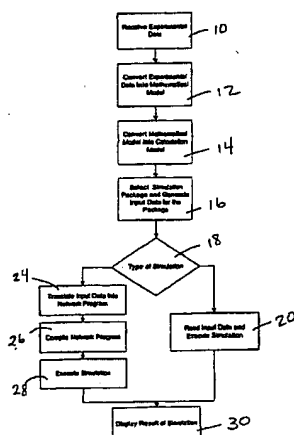 Receive Experimental
Data
10
Convert Experimental
Data Into Mathematical
Model
12
Convert Mathematical
Model Into Calculation
Model
14
Select Simulation
Package and Generate
Input Data for the
Package
16
Type of Simulation
18
24
Translate Input Data Into
Network Program
26
Compile Network Program
28
Execute Simulation
Read Input Data and
Execute Simulation
20
Display Result of Simulation
30